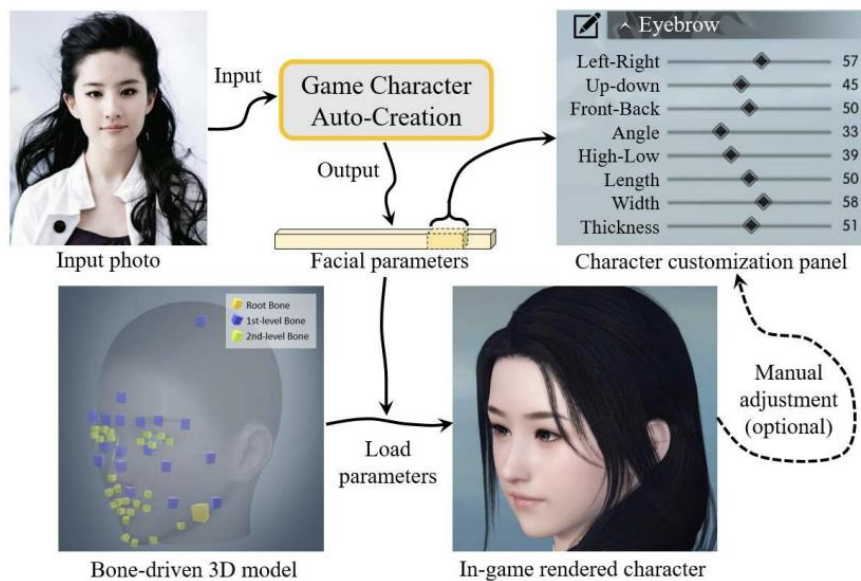 Eyebrow
Left-Right 57
Up-down 45
Front-Back 50
Angle 33
High-Low 39
Length 50
Width 58
Thickness 51
Character customization panel
Input
Game Character
Auto-Creation
Output
Input photo
Facial parameters
Root Bone
1st-level Bone
2nd-level Bone
Load
parameters
Manual
adjustment
(optional)
Bone-driven 3D model
In-game rendered character